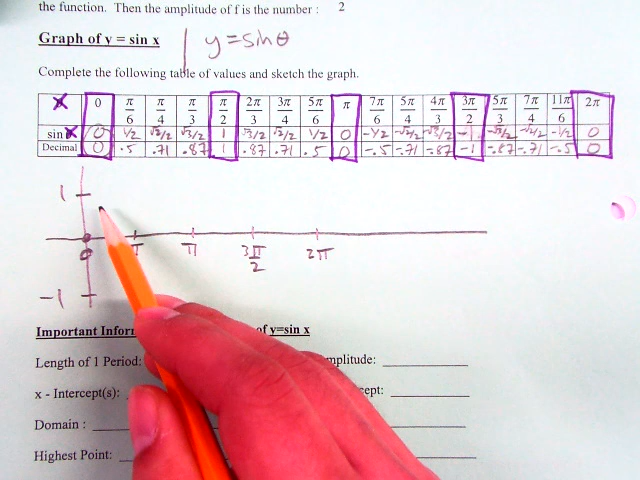 the function. Then the amplitude of f is the number : 2
Graph of y = sin x | y = sin θ
Complete the following table of values and sketch the graph.
x 0 π/6 π/4 π/3 π/2 2π/3 3π/4 5π/6 π 7π/6 5π/4 4π/3 3π/2 5π/3 7π/4 11π/6 2π
sin x 0 1/2 √2/2 √3/2 1 √3/2 √2/2 1/2 0 -1/2 -√2/2 -√3/2 -1 -√3/2 -√2/2 -1/2 0
Decimal 0 .5 .71 .87 1 .87 .71 .5 0 -.5 -.71 -.87 -1 -.87 -.71 -.5 0
1
0 π 3π/2 2π
-1
Important of y=sin x
Length of 1 Period:
x - Intercept(s):
Domain :
Highest Point: